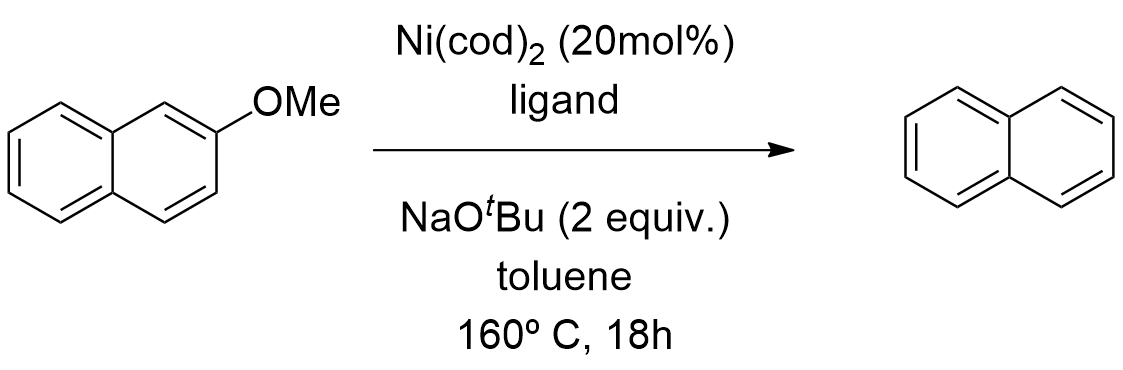 OMe
Ni(cod)₂ (20mol%)
ligand
NaOᵗBu (2 equiv.)
toluene
160º C, 18h